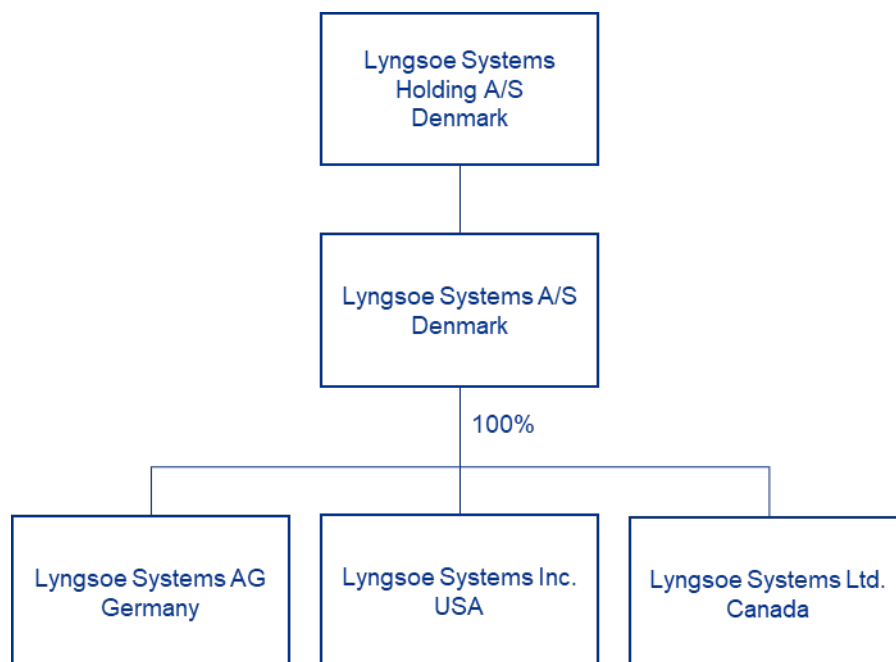 Lyngsoe Systems
Holding A/S
Denmark
Lyngsoe Systems A/S
Denmark
100%
Lyngsoe Systems AG
Germany
Lyngsoe Systems Inc.
USA
Lyngsoe Systems Ltd.
Canada